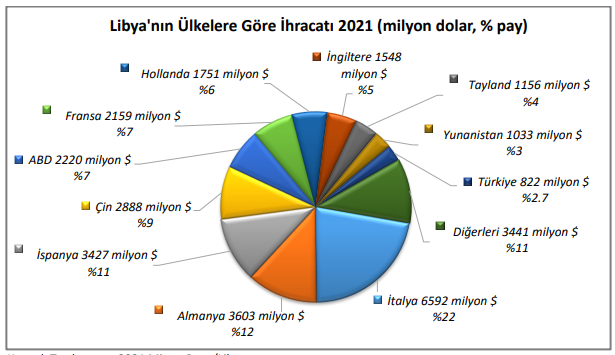 Libya'nın Ülkelere Göre İhracatı 2021 (milyon dolar, % pay)
Hollanda 1751 milyon $
%6
İngiltere 1548
milyon $
%5
Tayland 1156 milyon $
%4
Fransa 2159 milyon $
%7
Yunanistan 1033 milyon $
%3
ABD 2220 milyon $
%7
Türkiye 822 milyon $
%2.7
Çin 2888 milyon $
%9
Diğerleri 3441 milyon $
%11
İspanya 3427 milyon $
%11
İtalya 6592 milyon $
%22
Almanya 3603 milyon $
%12